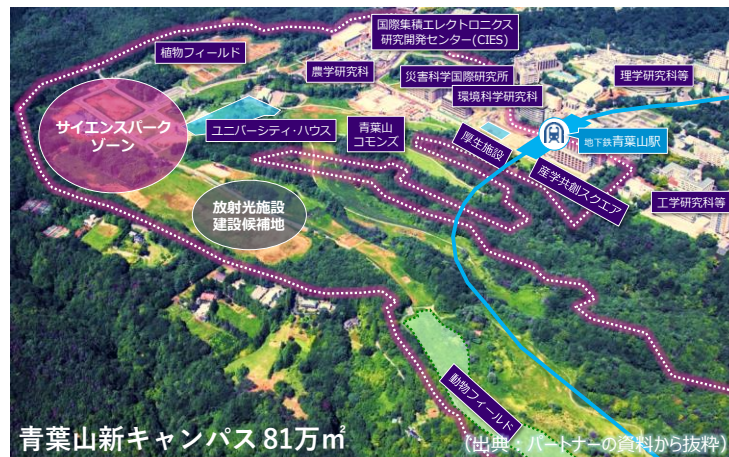 国際集積エレクトロニクス
研究開発センター(CIES)
植物フィールド
農学研究科
災害科学国際研究所
理学研究科等
環境科学研究科
サイエンスパーク
ゾーン
ユニバーシティ・ハウス
青葉山
コモンズ
厚生施設
地下鉄青葉山駅
産学共創スクエア
工学研究科等
放射光施設
建設候補地
動物フィールド
青葉山新キャンパス 81万㎡
(出典：パートナーの資料から抜粋)